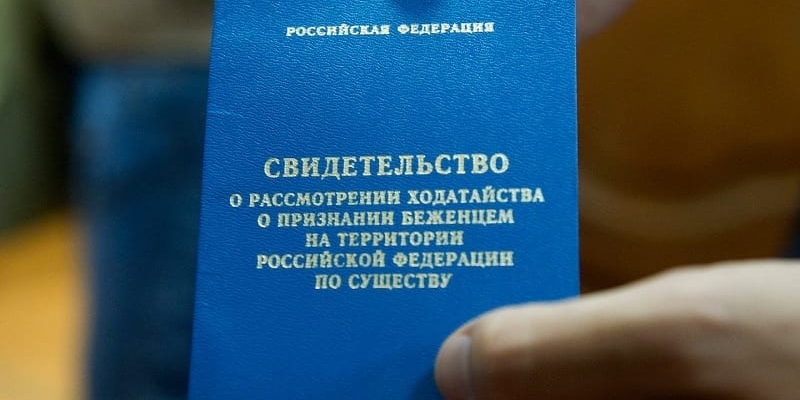 РОССИЙСКАЯ ФЕДЕРАЦИЯ
СВИДЕТЕЛЬСТВО
О РАССМОТРЕНИИ ХОДАТАЙСТВА
О ПРИЗНАНИИ БЕЖЕНЦЕМ
НА ТЕРРИТОРИИ
РОССИЙСКОЙ ФЕДЕРАЦИИ
ПО СУЩЕСТВУ